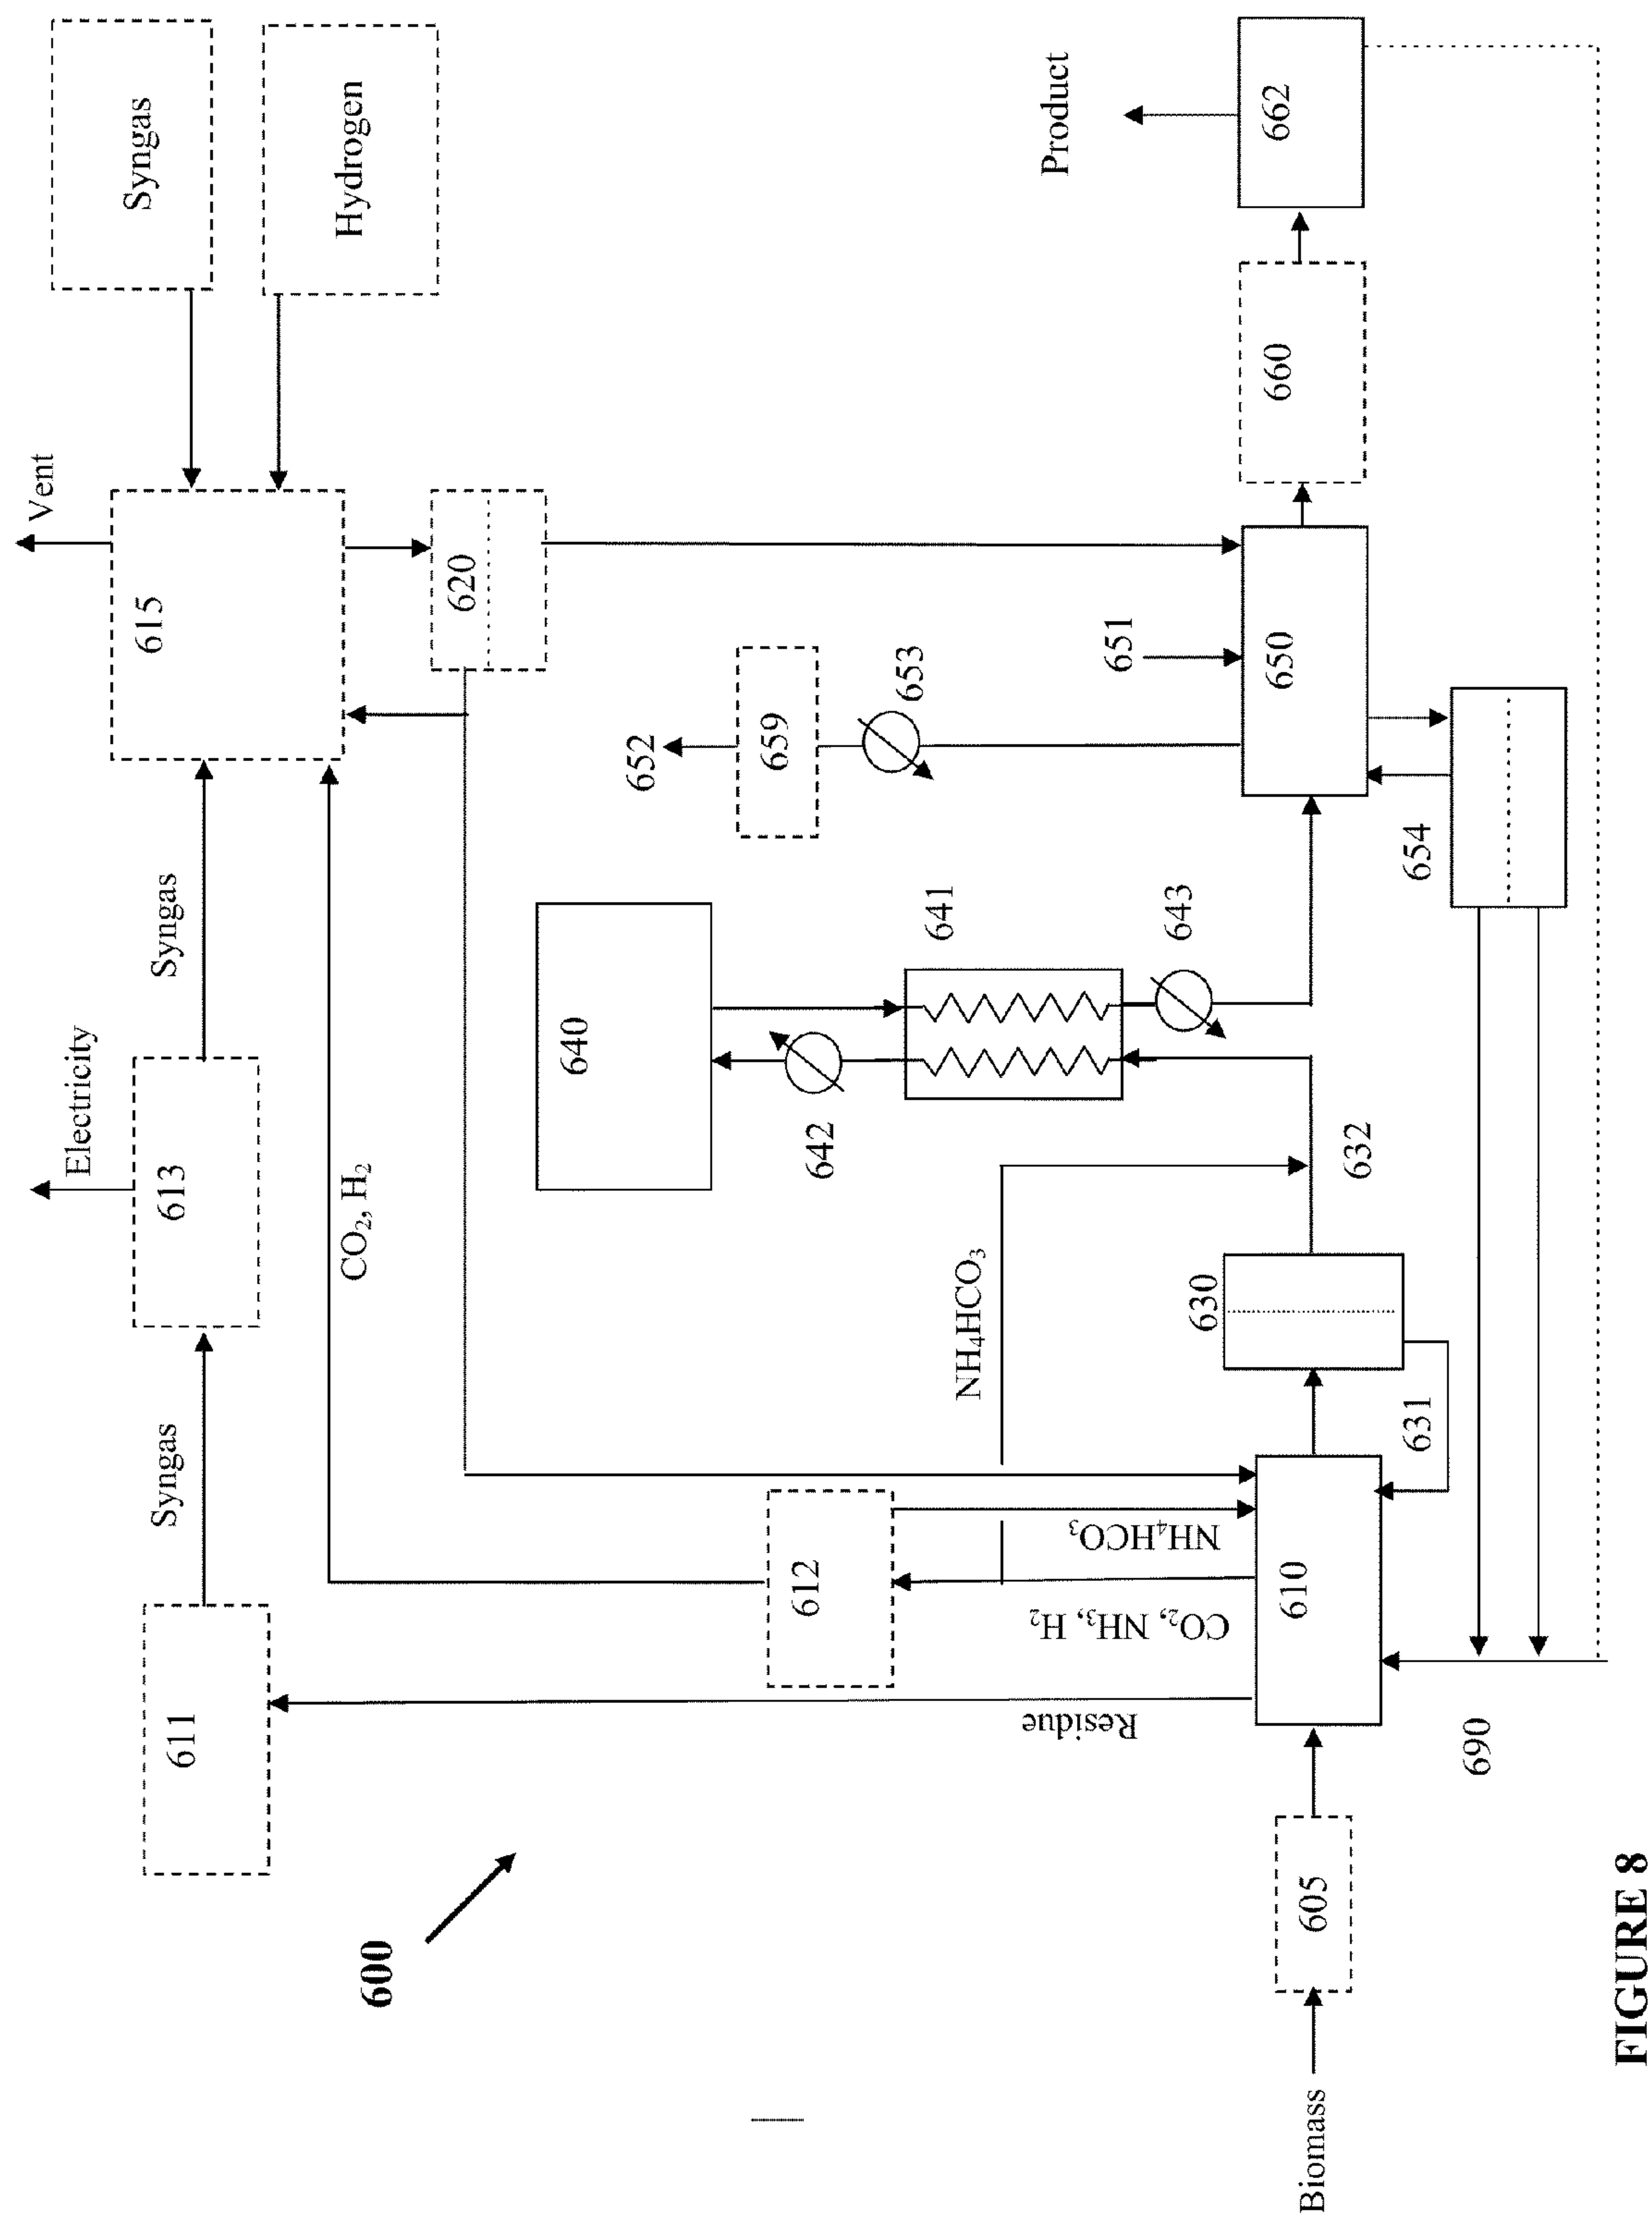 Syngas
Hydrogen
Vent
615
620
Syngas
Electricity
613
Syngas
611
CO₂, H₂
600
652
659
653
651
650
654
Product
662
660
640
641
642
643
NH₄HCO₃
632
630
631
612
NH₄HCO₃
CO₂, NH₃, H₂
Residue
610
690
605
Biomass
FIGURE 8